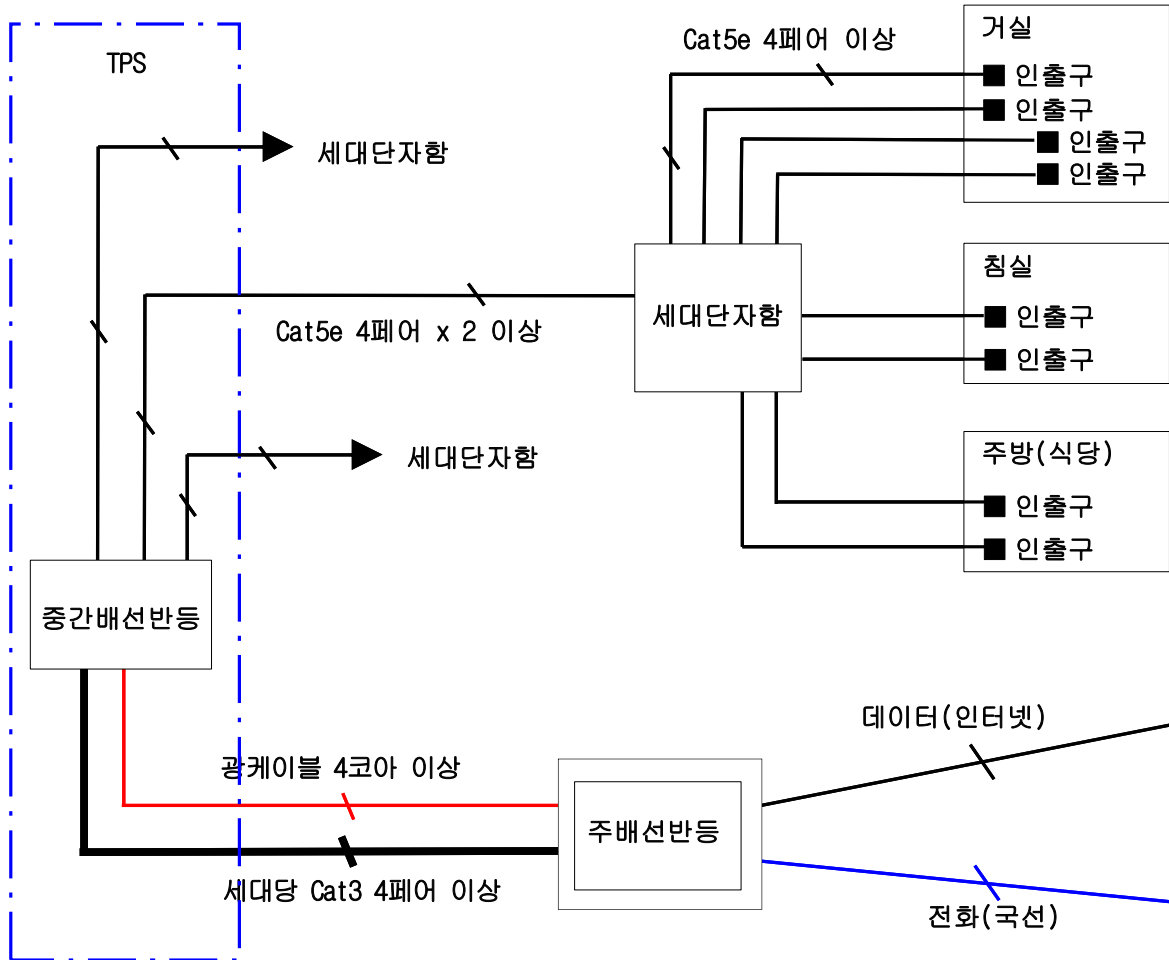 TPS
세대단자함
Cat5e 4페어 이상
거실
인출구
인출구
인출구
인출구
Cat5e 4페어 x 2 이상
세대단자함
침실
인출구
인출구
세대단자함
주방(식당)
인출구
인출구
중간배선반등
데이터(인터넷)
광케이블 4코아 이상
주배선반등
세대당 Cat3 4페어 이상
전화(국선)